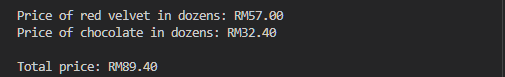 Price of red velvet in dozens: RM57.00
Price of chocolate in dozens: RM32.40
Total price: RM89.40